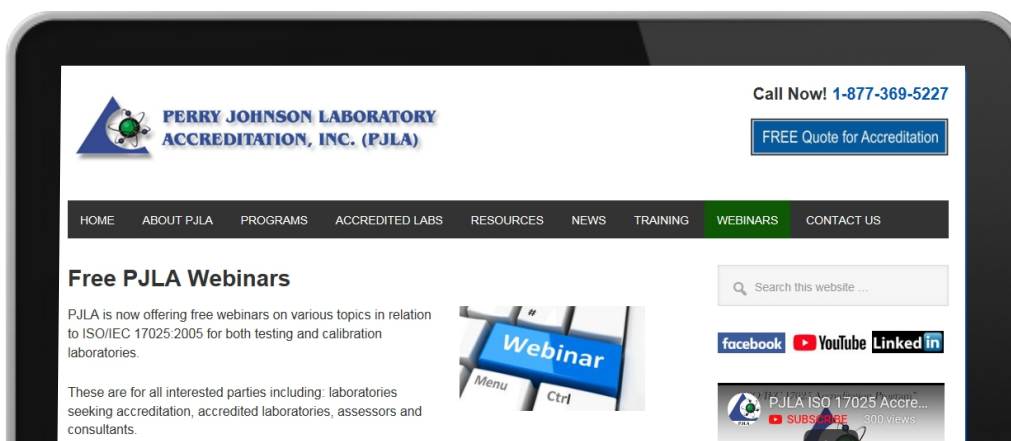 PERRY JOHNSON LABORATORY
ACCREDITATION, INC. (PJLA)
Call Now! 1-877-369-5227
FREE Quote for Accreditation
HOME ABOUT PJLA PROGRAMS ACCREDITED LABS RESOURCES NEWS TRAINING WEBINARS CONTACT US
Free PJLA Webinars
PJLA is now offering free webinars on various topics in relation
to ISO/IEC 17025:2005 for both testing and calibration
laboratories.
These are for all interested parties including: laboratories
seeking accreditation, accredited laboratories, assessors and
consultants.
#
Webinar
Menu
Ctrl
Search this website ...
facebook YouTube Linked in
PJLA ISO 17025 Accre...
SUBSCRIBE 300 views
PJLA